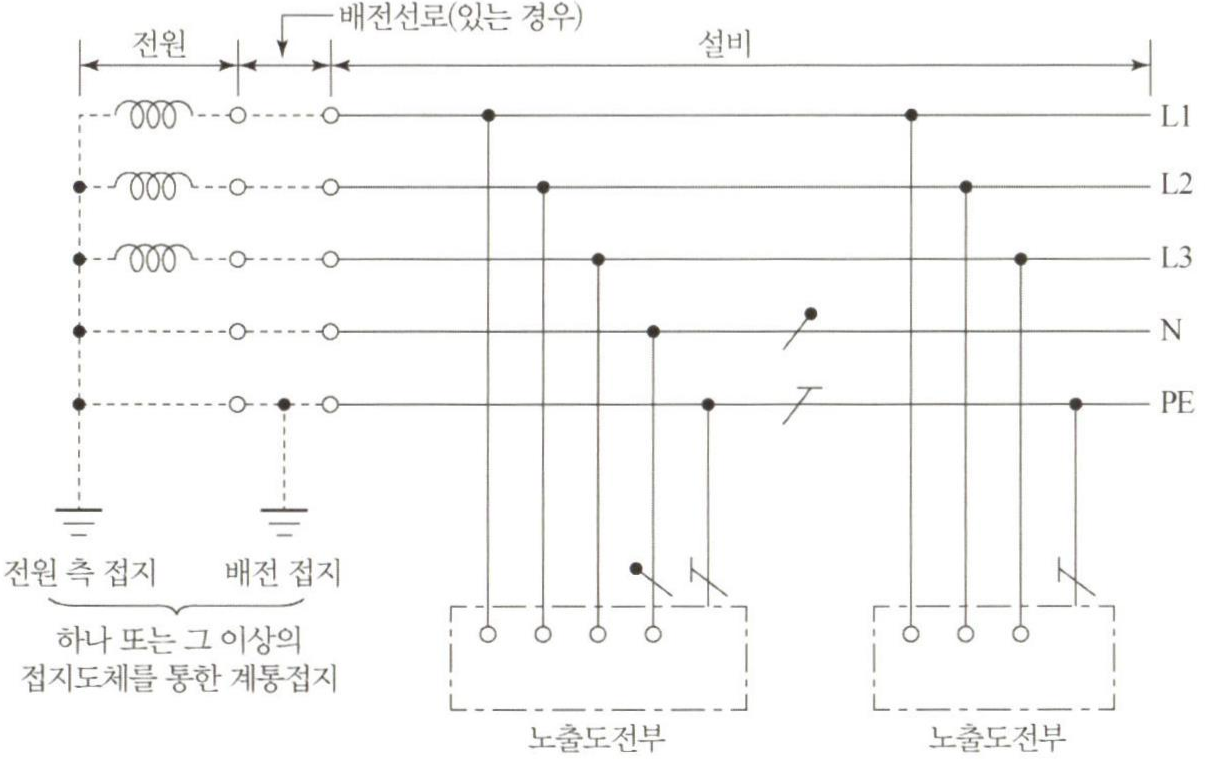 배전선로(있는 경우)
전원
설비
L1
L2
L3
N
PE
전원 측 접지
배전 접지
하나 또는 그 이상의
접지도체를 통한 계통접지
노출도전부
노출도전부